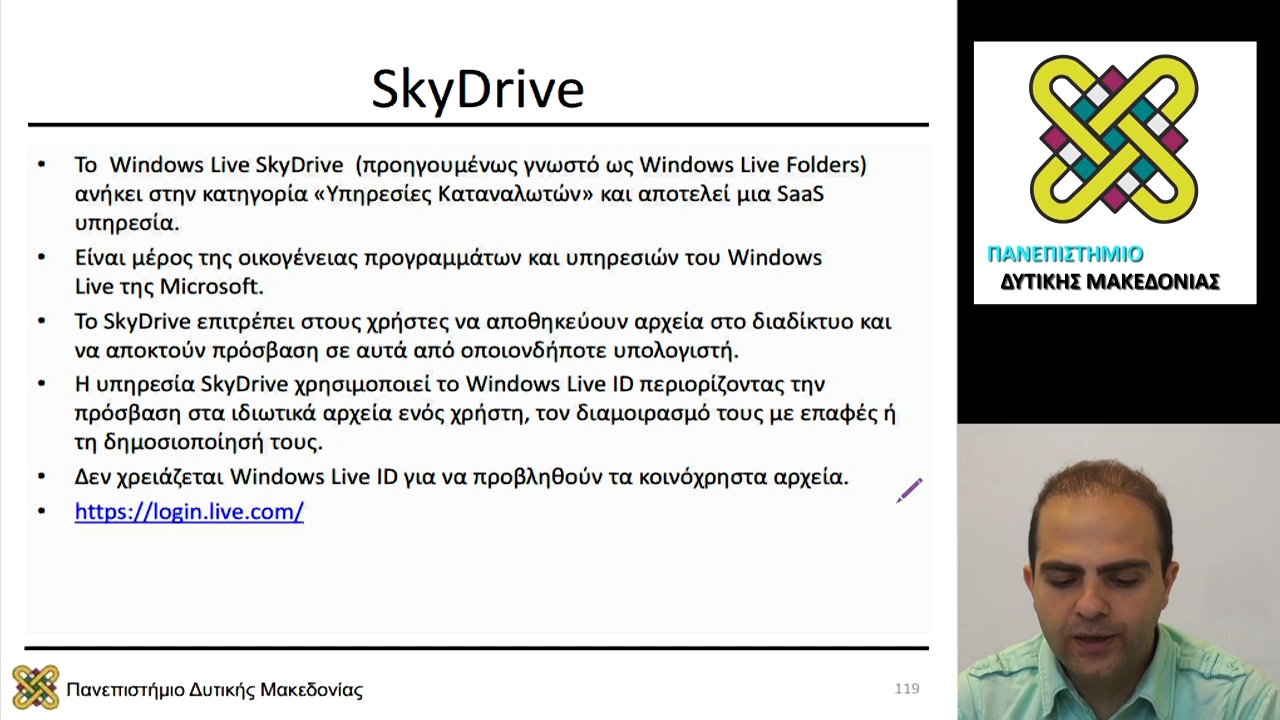 SkyDrive
• Το Windows Live SkyDrive (προηγουμένως γνωστό ως Windows Live Folders)
ανήκει στην κατηγορία «Υπηρεσίες Καταναλωτών» και αποτελεί μια SaaS
υπηρεσία.
• Είναι μέρος της οικογένειας προγραμμάτων και υπηρεσιών του Windows
Live της Microsoft.
• Το SkyDrive επιτρέπει στους χρήστες να αποθηκεύουν αρχεία στο διαδίκτυο και
να αποκτούν πρόσβαση σε αυτά από οποιονδήποτε υπολογιστή.
• Η υπηρεσία SkyDrive χρησιμοποιεί το Windows Live ID περιορίζοντας την
πρόσβαση στα ιδιωτικά αρχεία ενός χρήστη, τον διαμοιρασμό τους με επαφές ή
τη δημοσιοποίησή τους.
• Δεν χρειάζεται Windows Live ID για να προβληθούν τα κοινόχρηστα αρχεία.
• https://login.live.com/
Πανεπιστήμιο Δυτικής Μακεδονίας
119
ΠΑΝΕΠΙΣΤΗΜΙΟ
ΔΥΤΙΚΗΣ ΜΑΚΕΔΟΝΙΑΣ